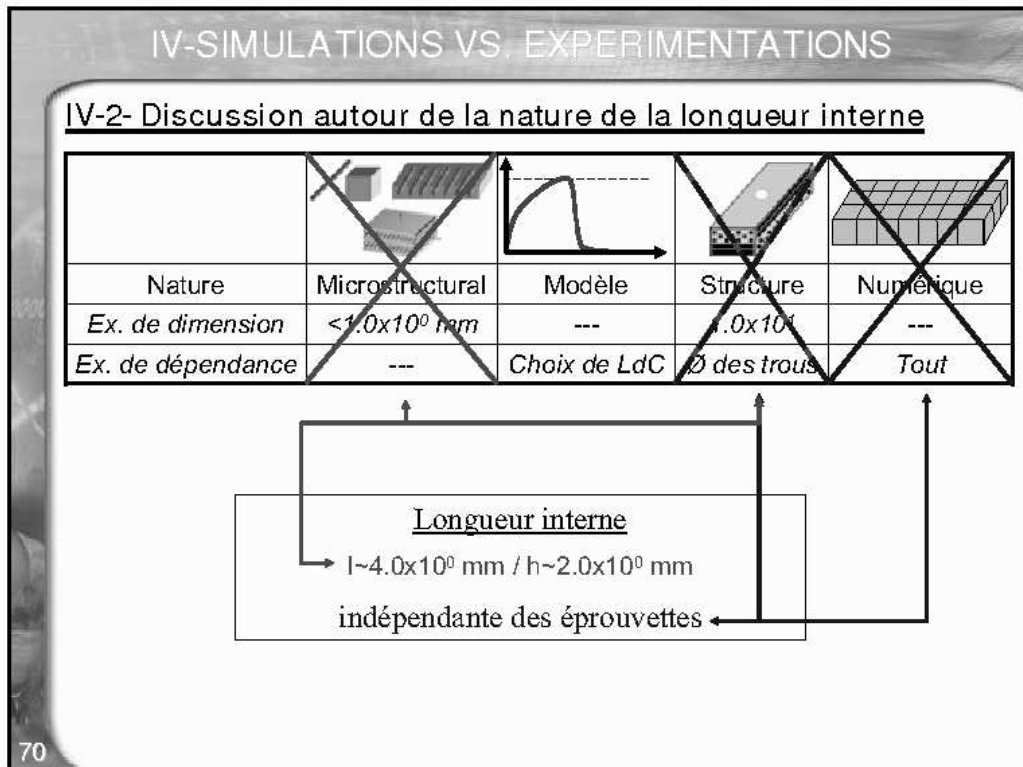 IV-SIMULATIONS VS. EXPERIMENTATIONS
IV-2- Discussion autour de la nature de la longueur interne
Nature Microstructural Modèle Structure Numérique
Ex. de dimension <1.0x10⁰ mm --- 1.0x10¹ ---
Ex. de dépendance --- Choix de LdC Ø des trous Tout
Longueur interne
l~4.0x10⁰ mm / h~2.0x10⁰ mm
indépendante des éprouvettes
70